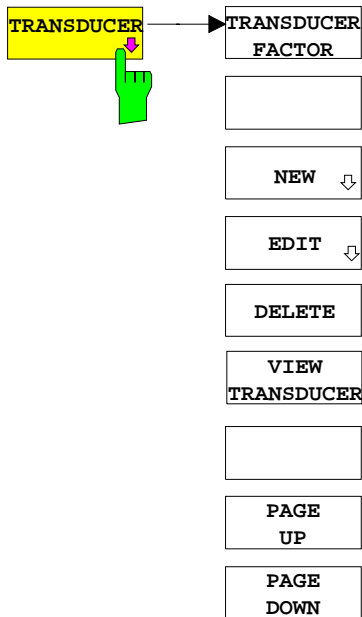 TRANSDUCER
TRANSDUCER
FACTOR
NEW
EDIT
DELETE
VIEW
TRANSDUCER
PAGE
UP
PAGE
DOWN